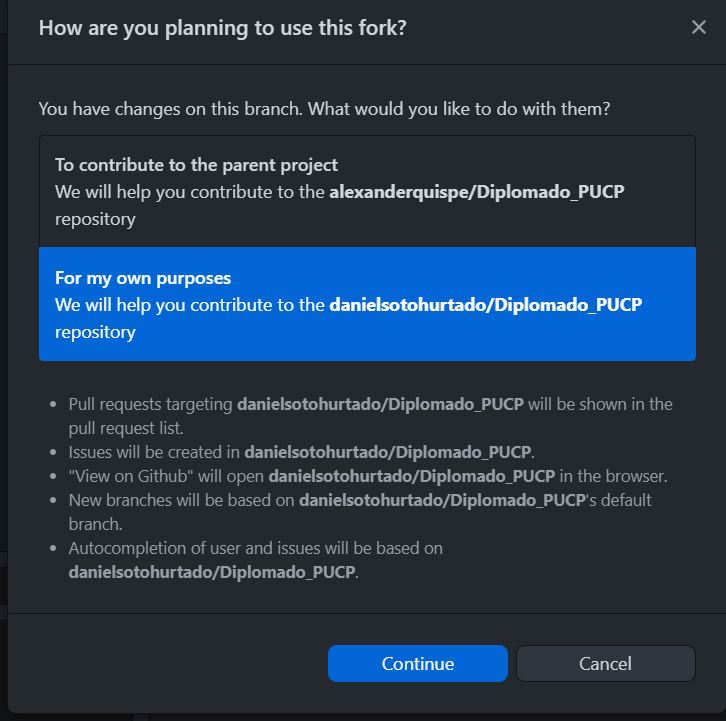 How are you planning to use this fork?
You have changes on this branch. What would you like to do with them?
To contribute to the parent project
We will help you contribute to the alexanderquispe/Diplomado_PUCP
repository
For my own purposes
We will help you contribute to the danielsotohurtado/Diplomado_PUCP
repository
• Pull requests targeting danielsotohurtado/Diplomado_PUCP will be shown in the
pull request list.
• Issues will be created in danielsotohurtado/Diplomado_PUCP.
• "View on Github" will open danielsotohurtado/Diplomado_PUCP in the browser.
• New branches will be based on danielsotohurtado/Diplomado_PUCP's default
branch.
• Autocompletion of user and issues will be based on
danielsotohurtado/Diplomado_PUCP.
Continue
Cancel